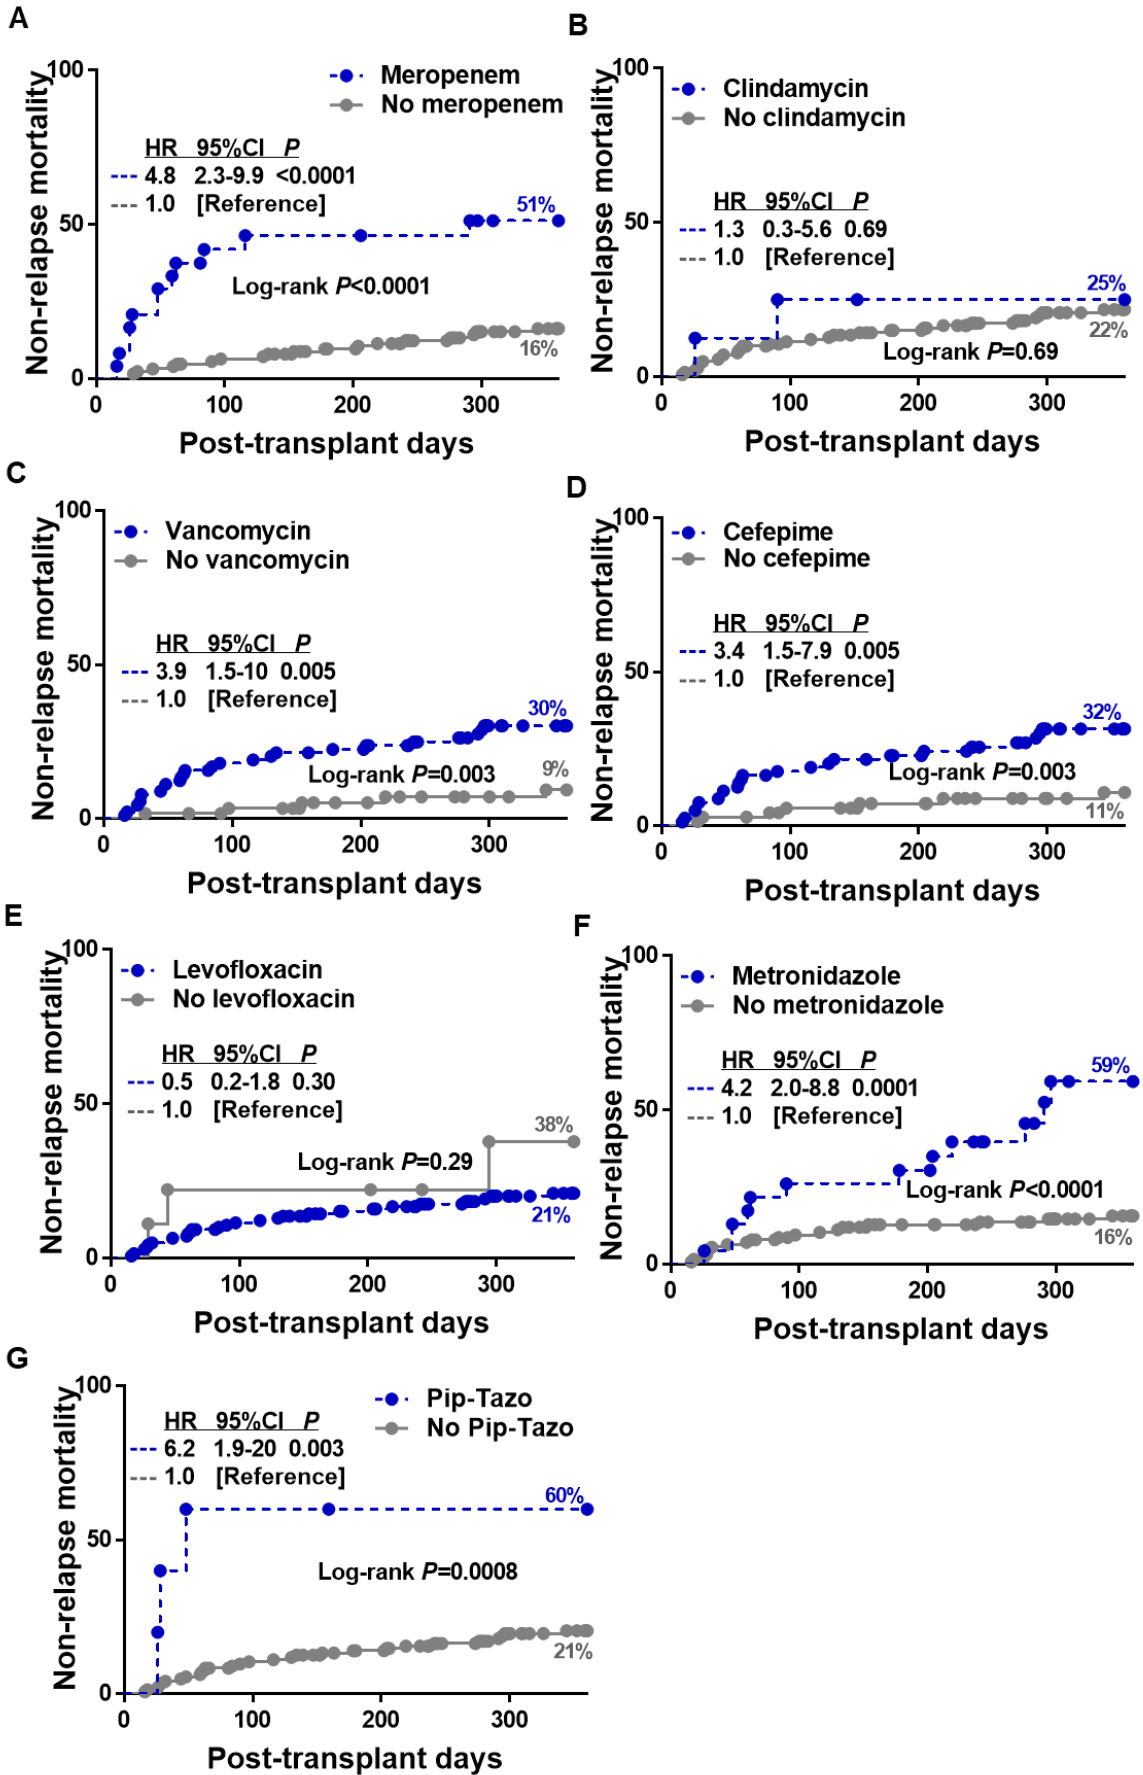 A
Non-relapse mortality
100
50
0
Meropenem
No meropenem
HR 95%CI P
4.8 2.3-9.9 <0.0001
1.0 [Reference]
51%
Log-rank P<0.0001
16%
0 100 200 300
Post-transplant days
B
Non-relapse mortality
100
50
0
Clindamycin
No clindamycin
HR 95%CI P
1.3 0.3-5.6 0.69
1.0 [Reference]
25%
22%
Log-rank P=0.69
0 100 200 300
Post-transplant days
C
Non-relapse mortality
100
50
0
Vancomycin
No vancomycin
HR 95%CI P
3.9 1.5-10 0.005
1.0 [Reference]
30%
Log-rank P=0.003
9%
0 100 200 300
Post-transplant days
D
Non-relapse mortality
100
50
0
Cefepime
No cefepime
HR 95%CI P
3.4 1.5-7.9 0.005
1.0 [Reference]
32%
Log-rank P=0.003
11%
0 100 200 300
Post-transplant days
E
Non-relapse mortality
100
50
0
Levofloxacin
No levofloxacin
HR 95%CI P
0.5 0.2-1.8 0.30
1.0 [Reference]
38%
Log-rank P=0.29
21%
0 100 200 300
Post-transplant days
F
Non-relapse mortality
100
50
0
Metronidazole
No metronidazole
HR 95%CI P
4.2 2.0-8.8 0.0001
1.0 [Reference]
59%
Log-rank P<0.0001
16%
0 100 200 300
Post-transplant days
G
Non-relapse mortality
100
50
0
Pip-Tazo
No Pip-Tazo
HR 95%CI P
6.2 1.9-20 0.003
1.0 [Reference]
60%
Log-rank P=0.0008
21%
0 100 200 300
Post-transplant days